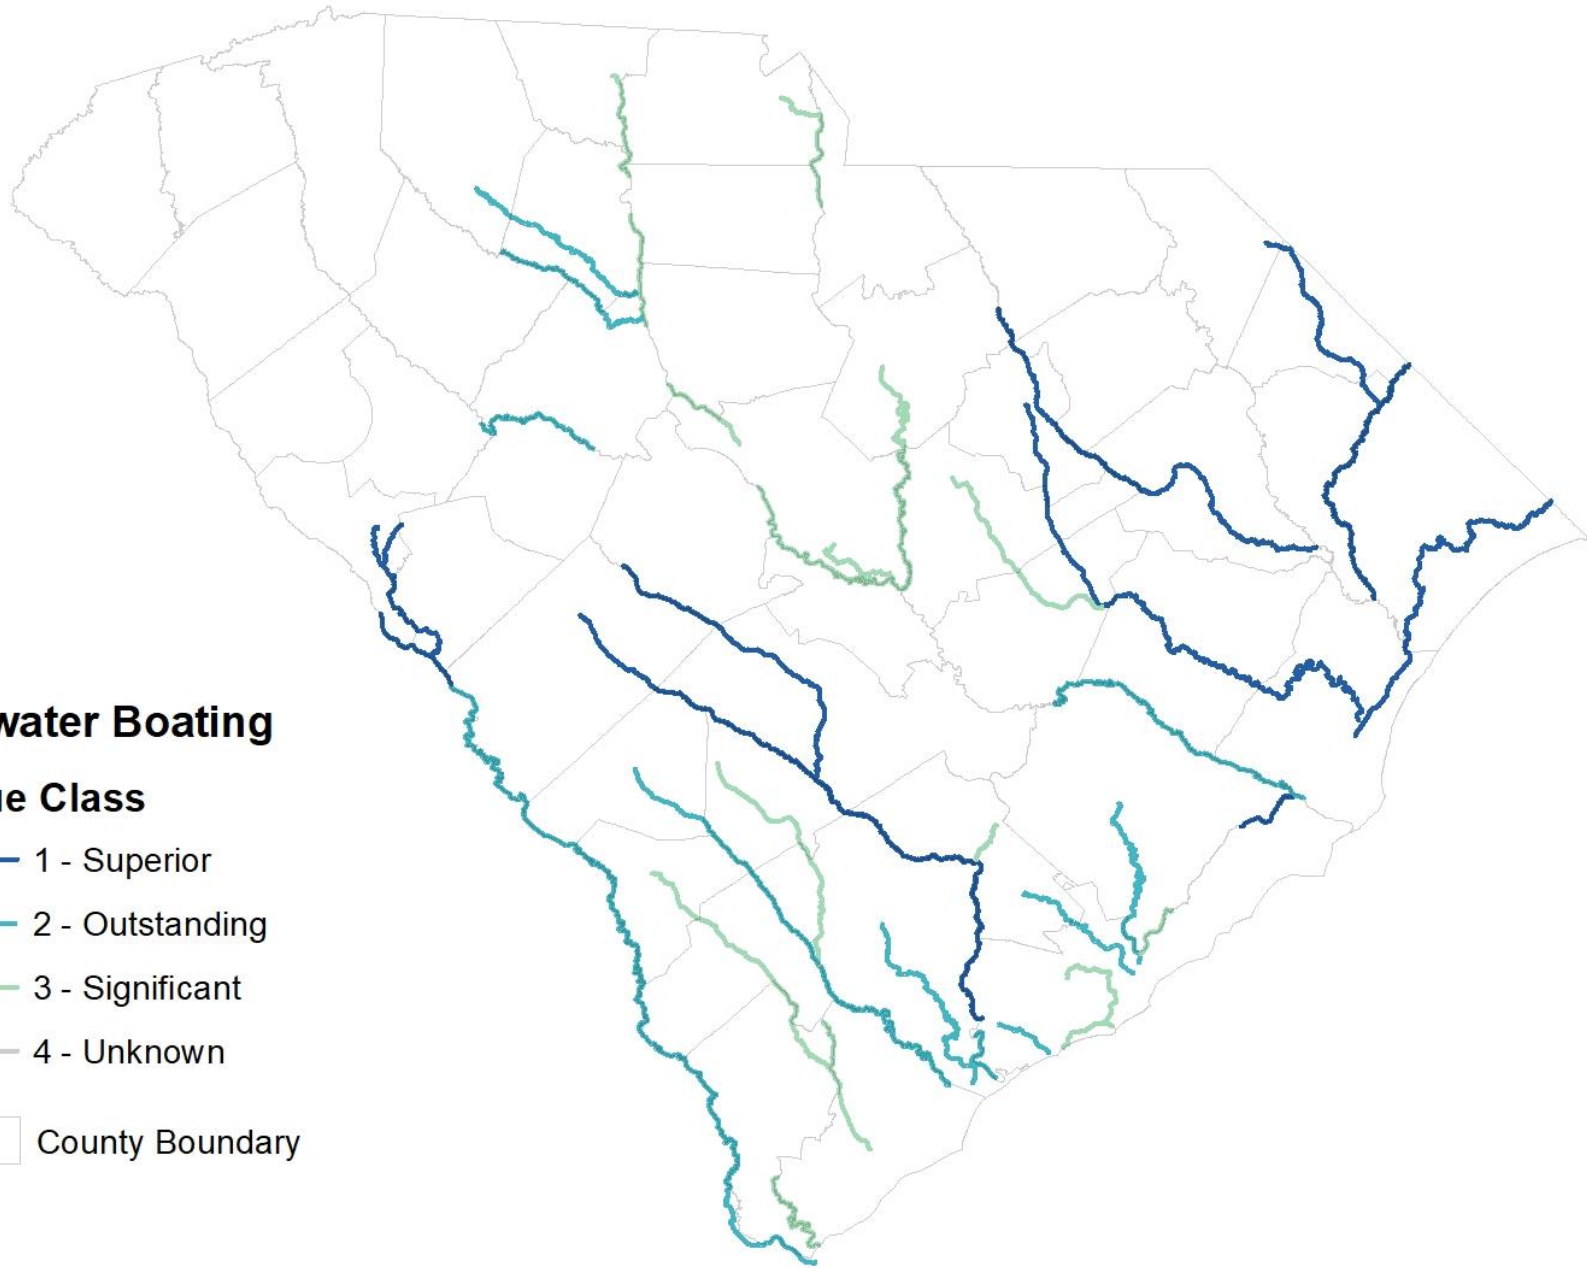 water Boating
ue Class
1 - Superior
2 - Outstanding
3 - Significant
4 - Unknown
County Boundary